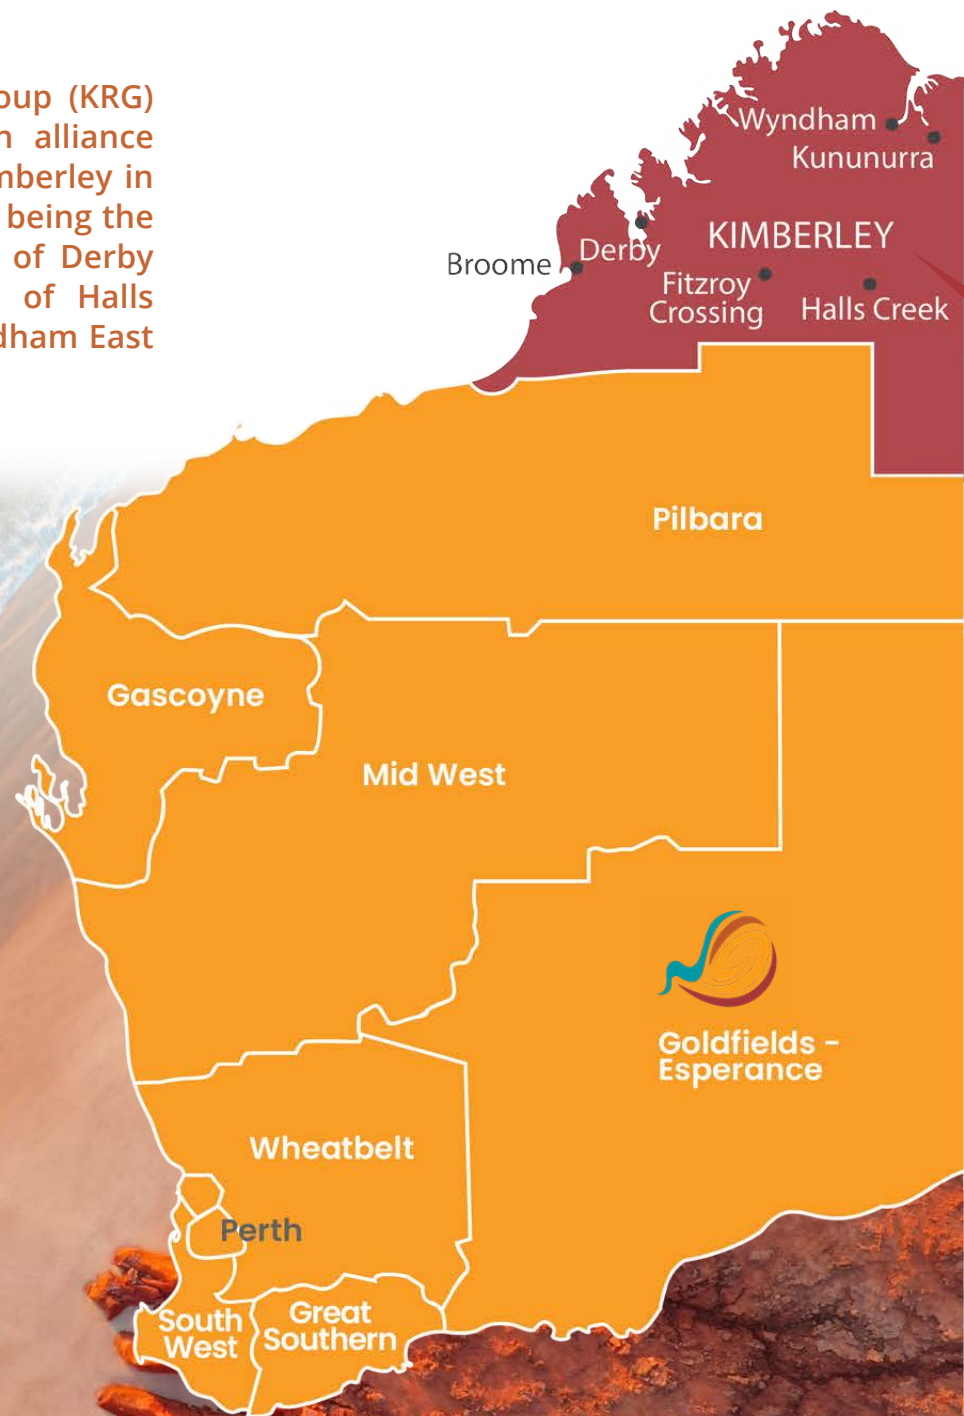 oup (KRG)
alliance
mberley in
being the
of Derby
of Halls
dham East
Wyndham
Kununurra
KIMBERLEY
Broome
Derby
Fitzroy
Crossing
Halls Creek
Pilbara
Gascoyne
Mid West
Goldfields -
Esperance
Wheatbelt
Perth
South
West
Great
Southern